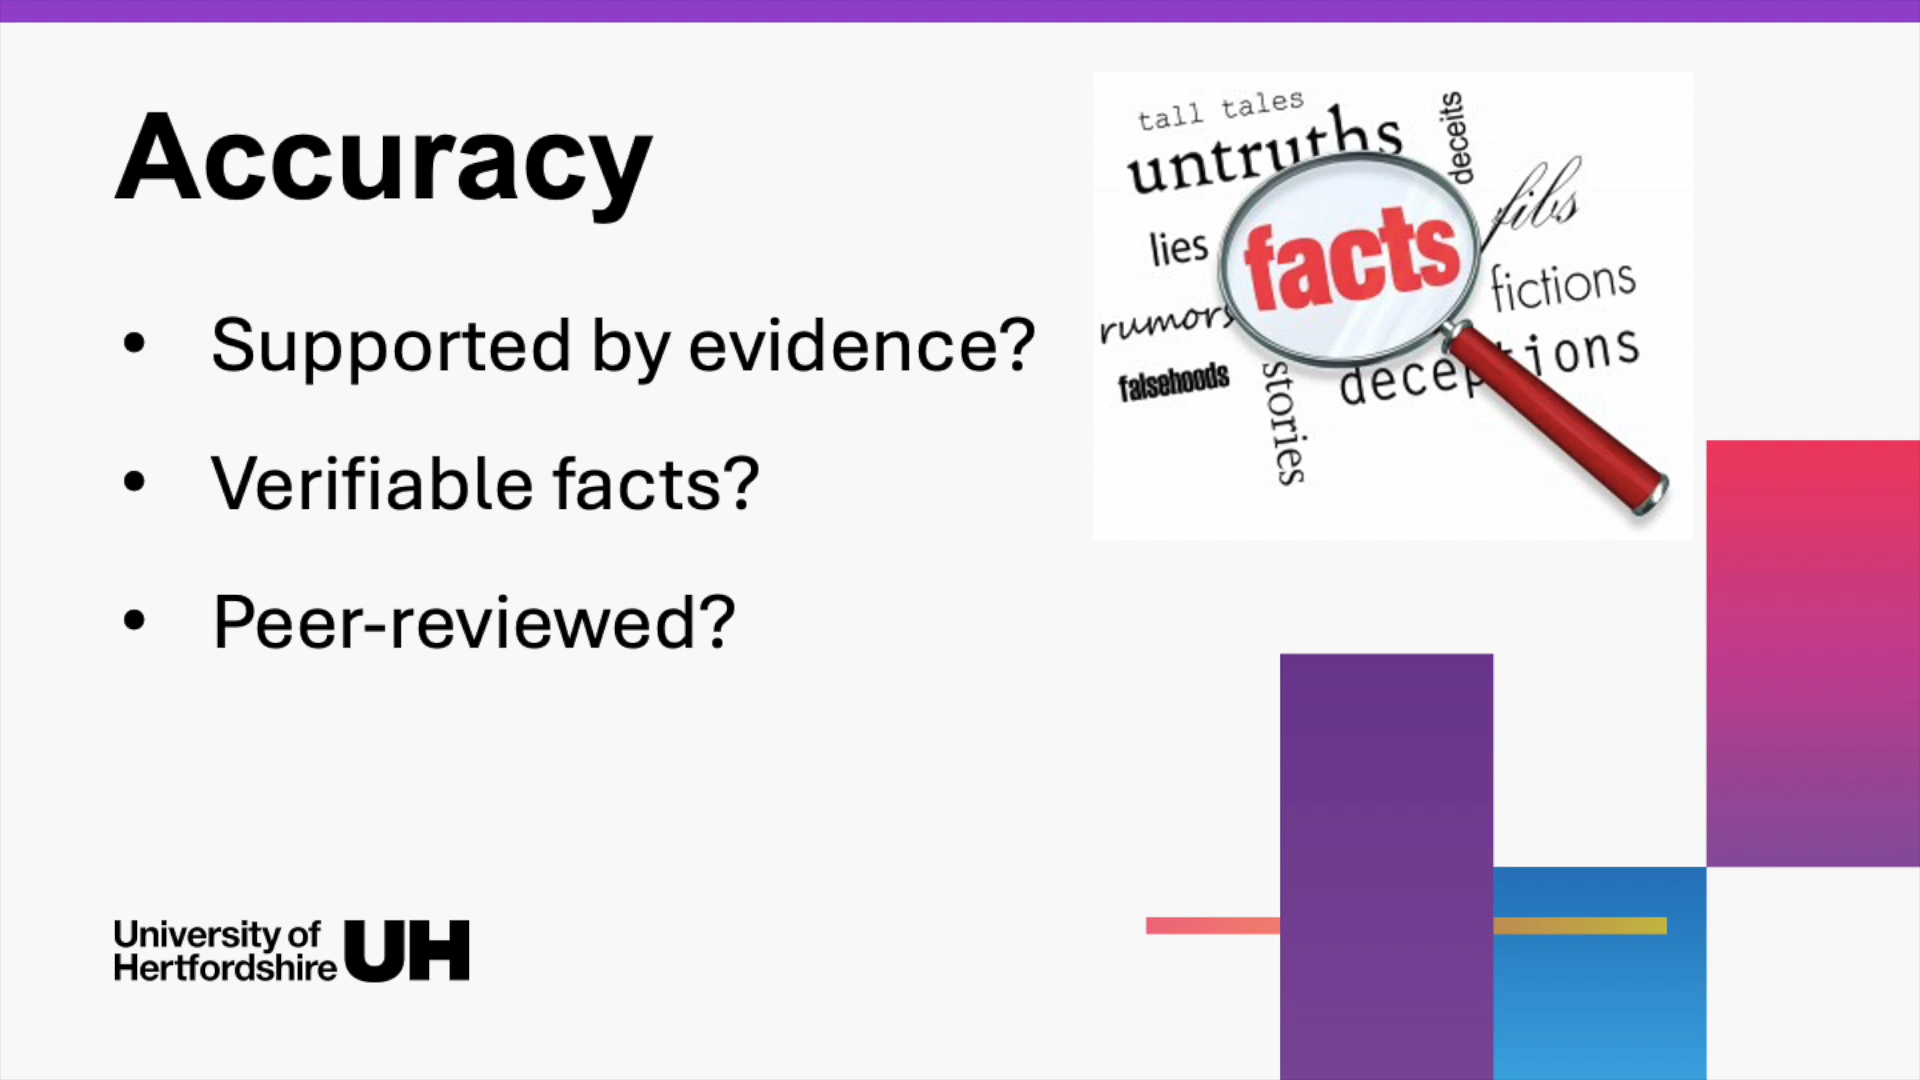 Accuracy
• Supported by evidence?
• Verifiable facts?
• Peer-reviewed?
tall tales
untruths
deceits
lies
facts
fibs
fictions
rumors
falsehoods
stories
deceptions
University of
Hertfordshire UH